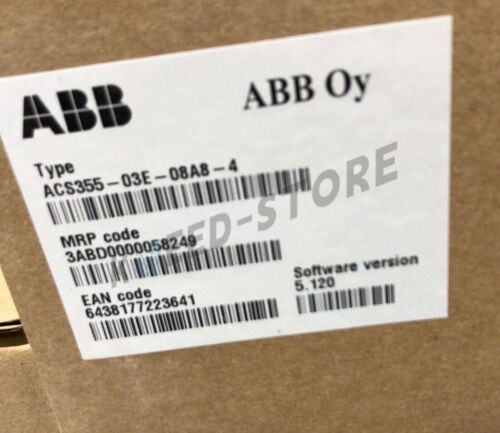 ABB
ABB Oy
Type
ACS355-03E-08A8-4
MRP code
3ABD0000058249
EAN code
6438177223641
Software version
5.120